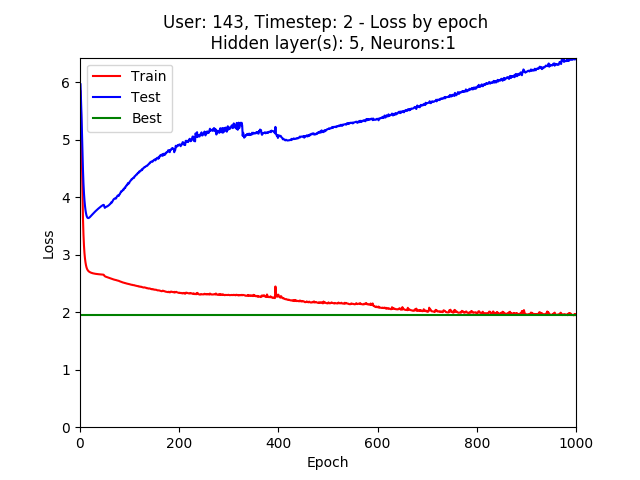 User: 143, Timestep: 2 - Loss by epoch
Hidden layer(s): 5, Neurons:1
Train
Test
Best
6
5
4
3
2
1
0
Loss
0 200 400 600 800 1000
Epoch